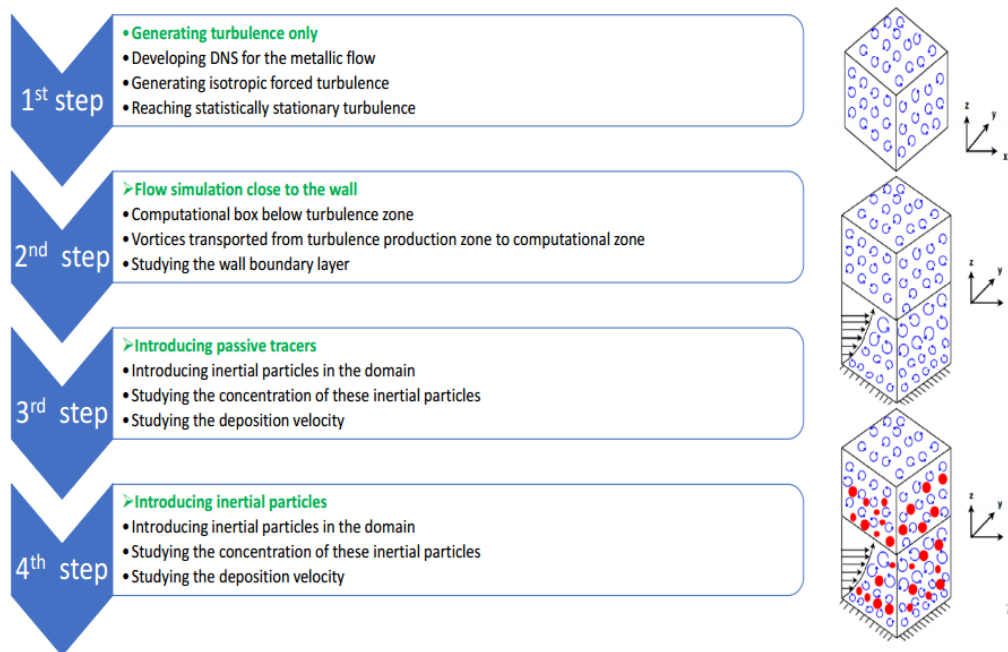 1st step
• Generating turbulence only
• Developing DNS for the metallic flow
• Generating isotropic forced turbulence
• Reaching statistically stationary turbulence
z
y
x
2nd step
➢Flow simulation close to the wall
• Computational box below turbulence zone
• Vortices transported from turbulence production zone to computational zone
• Studying the wall boundary layer
z
y
3rd step
➢Introducing passive tracers
• Introducing inertial particles in the domain
• Studying the concentration of these inertial particles
• Studying the deposition velocity
4th step
➢Introducing inertial particles
• Introducing inertial particles in the domain
• Studying the concentration of these inertial particles
• Studying the deposition velocity
z
y